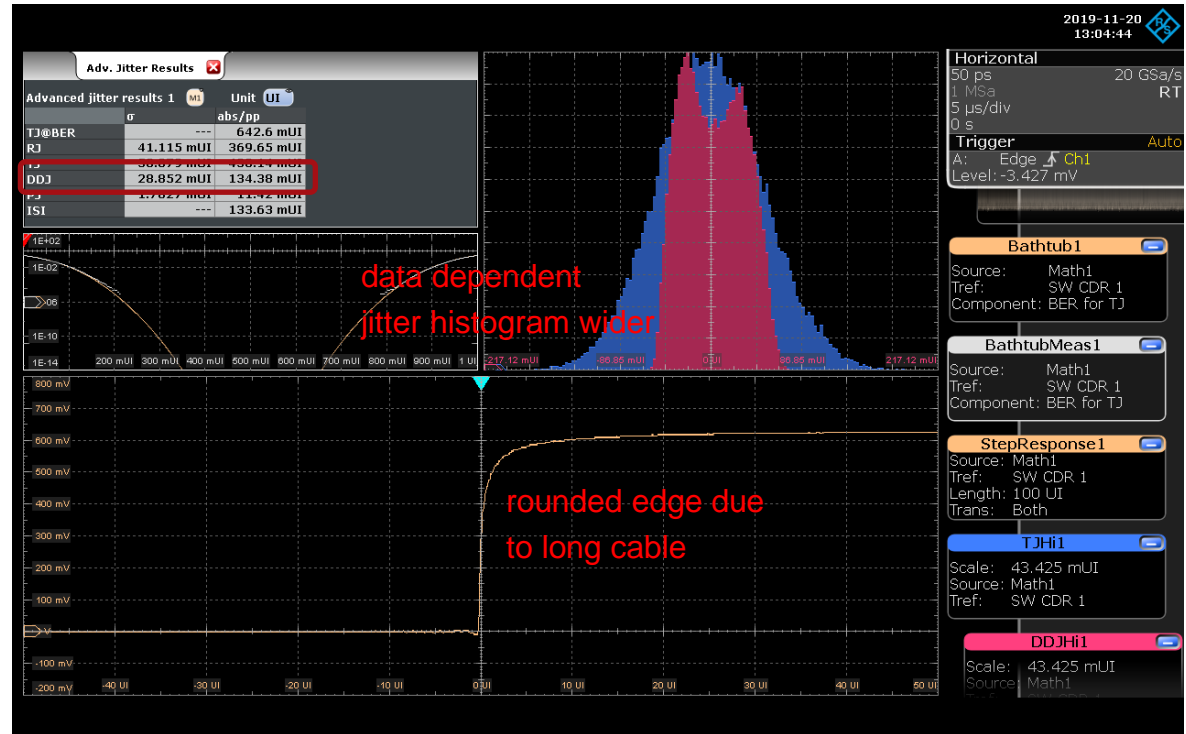 2019-11-20
13:04:44
Adv. Jitter Results
Advanced jitter results 1 M1 Unit UI
σ abs/pp
TJ@BER --- 642.6 mUI
RJ 41.115 mUI 369.65 mUI
DDJ 28.852 mUI 134.38 mUI
ISI --- 133.63 mUI
1E+02
1E-02
06
1E-10
1E-14
200 mUI 300 mUI 400 mUI 500 mUI 600 mUI 700 mUI 800 mUI 900 mUI 1 UI
data dependent
jitter histogram wider
-217.12 mUI -86.85 mUI 0 UI 86.85 mUI 217.12 mUI
800 mV
700 mV
600 mV
500 mV
400 mV
300 mV
200 mV
100 mV
V
-100 mV
-200 mV
-40 UI -30 UI -20 UI -10 UI 0 UI 10 UI 20 UI 30 UI 40 UI 50 UI
rounded edge due
to long cable
Horizontal
50 ps 20 GSa/s
1 MSa RT
5 µs/div
0 s
Trigger Auto
A: Edge Ch1
Level: -3.427 mV
Bathtub1
Source: Math1
Tref: SW CDR 1
Component: BER for TJ
BathtubMeas1
Source: Math1
Tref: SW CDR 1
Component: BER for TJ
StepResponse1
Source: Math1
Tref: SW CDR 1
Length: 100 UI
Trans: Both
TJHi1
Scale: 43.425 mUI
Source: Math1
Tref: SW CDR 1
DDJHi1
Scale: 43.425 mUI
Source: Math1